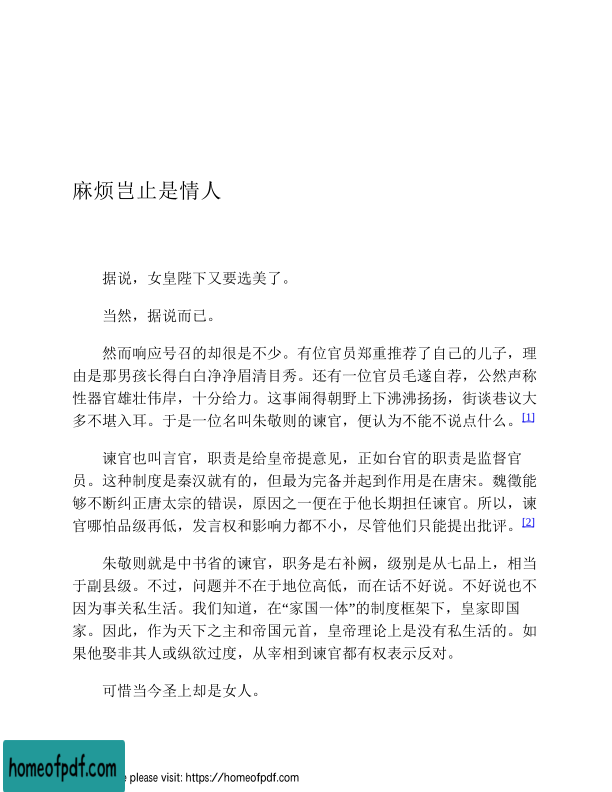 麻烦岂止是情人
据说，女皇陛下又要选美了。
当然，据说而已。
然而响应号召的却很是不少。有位官员郑重推荐了自己的儿子，理
由是那男孩长得白白净净眉清目秀。还有一位官员毛遂自荐，公然声称
性器官雄壮伟岸，十分给力。这事闹得朝野上下沸沸扬扬，街谈巷议大
多不堪入耳。于是一位名叫朱敬则的谏官，便认为不能不说点什么。[1]
谏官也叫言官，职责是给皇帝提意见，正如台官的职责是监督官
员。这种制度是秦汉就有的，但最为完备并起到作用是在唐宋。魏徵能
够不断纠正唐太宗的错误，原因之一便在于他长期担任谏官。所以，谏
官哪怕品级再低，发言权和影响力都不小，尽管他们只能提出批评。[2]
朱敬则就是中书省的谏官，职务是右补阙，级别是从七品上，相当
于副县级。不过，问题并不在于地位高低，而在话不好说。不好说也不
因为事关私生活。我们知道，在“家国一体”的制度框架下，皇家即国
家。因此，作为天下之主和帝国元首，皇帝理论上是没有私生活的。如
果他娶非其人或纵欲过度，从宰相到谏官都有权表示反对。
可惜当今圣上却是女人。
homeofpdf.com
e please visit: https://homeofpdf.com